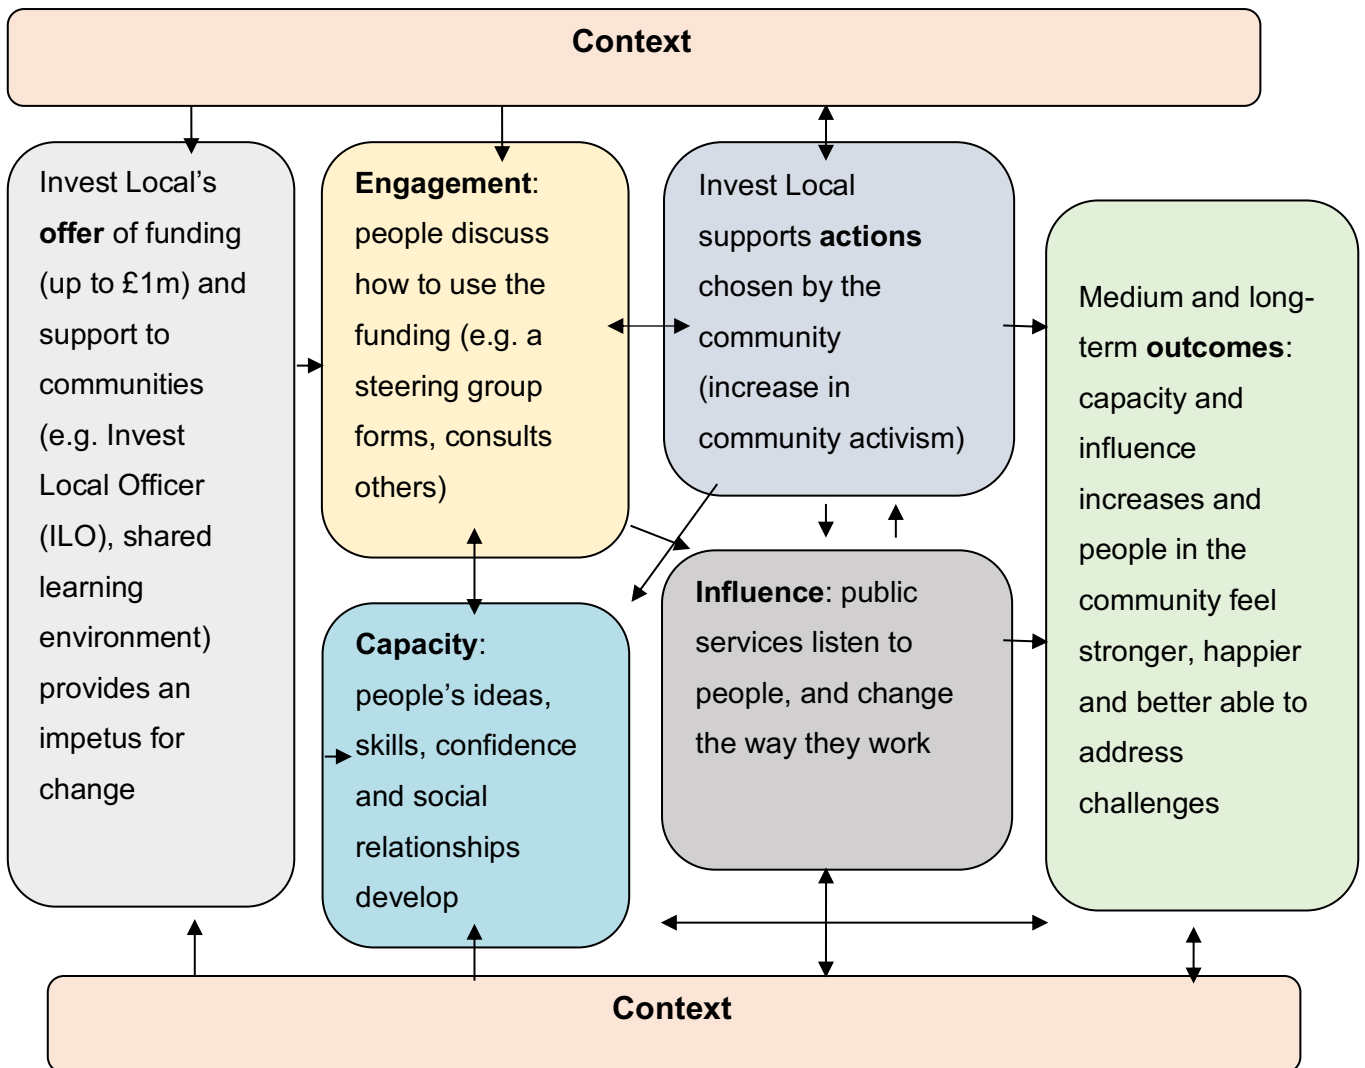 Context
Invest Local’s
offer of funding
(up to £1m) and
support to
communities
(e.g. Invest
Local Officer
(ILO), shared
learning
environment)
provides an
impetus for
change
Engagement:
people discuss
how to use the
funding (e.g. a
steering group
forms, consults
others)
Capacity:
people’s ideas,
skills, confidence
and social
relationships
develop
Invest Local
supports actions
chosen by the
community
(increase in
community activism)
Influence: public
services listen to
people, and change
the way they work
Medium and long-
term outcomes:
capacity and
influence
increases and
people in the
community feel
stronger, happier
and better able to
address
challenges
Context